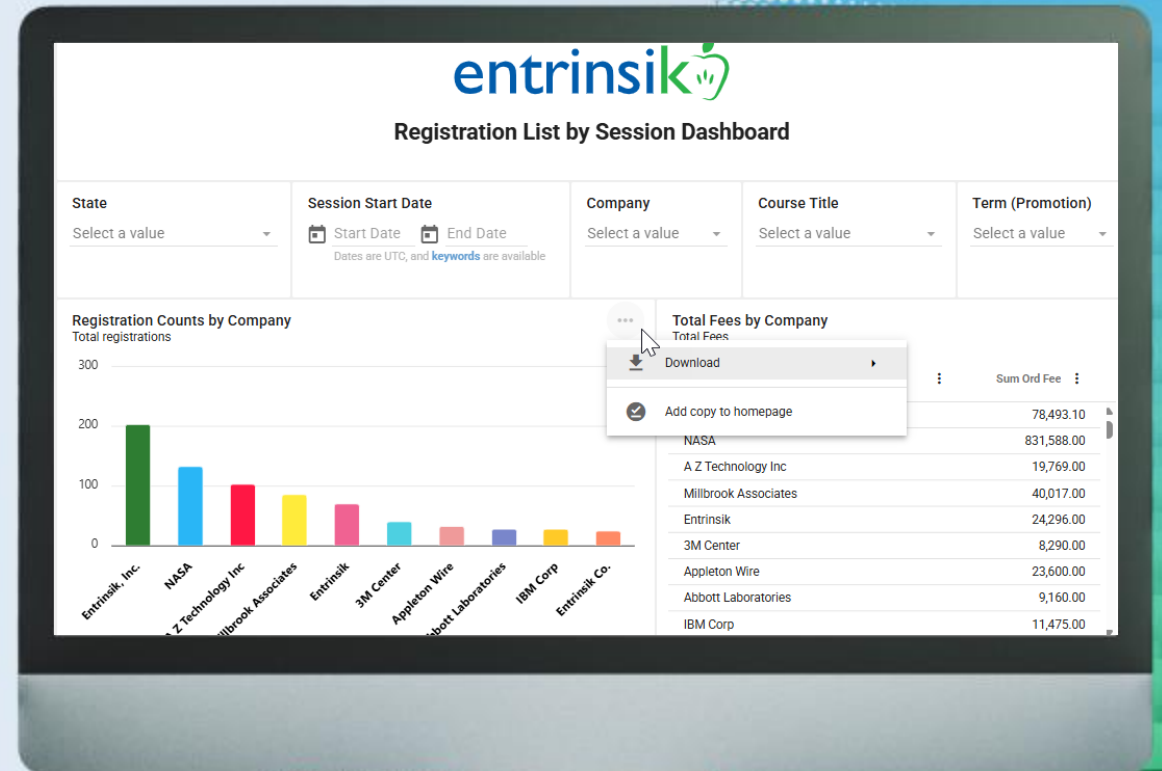 entrinsik
Registration List by Session Dashboard
State
Select a value
Session Start Date
Start Date
End Date
Dates are UTC, and keywords are available
Company
Select a value
Course Title
Select a value
Term (Promotion)
Select a value
Registration Counts by Company
Total registrations
300
200
100
0
Entrinsik, Inc.
NASA
Z Technology Inc
Associates
Entrinsik
3M Center
Appleton Wire
Laboratories
IBM Corp
Entrinsik Co.
Download
Add copy to homepage
Total Fees by Company
Total Fees
Sum Ord Fee
78,493.10
NASA 831,588.00
A Z Technology Inc 19,769.00
Millbrook Associates 40,017.00
Entrinsik 24,296.00
3M Center 8,290.00
Appleton Wire 23,600.00
Abbott Laboratories 9,160.00
IBM Corp 11,475.00